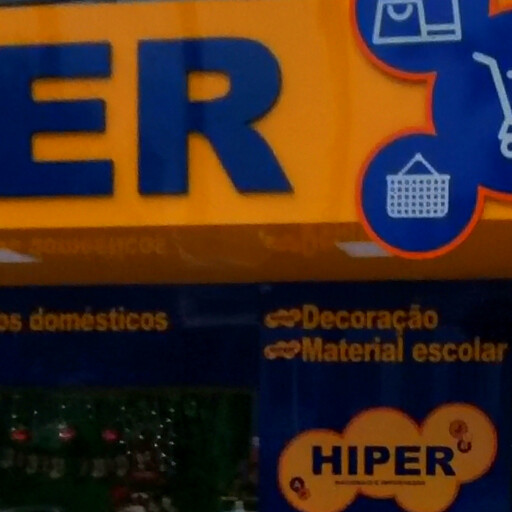 ER
os domésticos
Decoração
Material escolar
HIPER